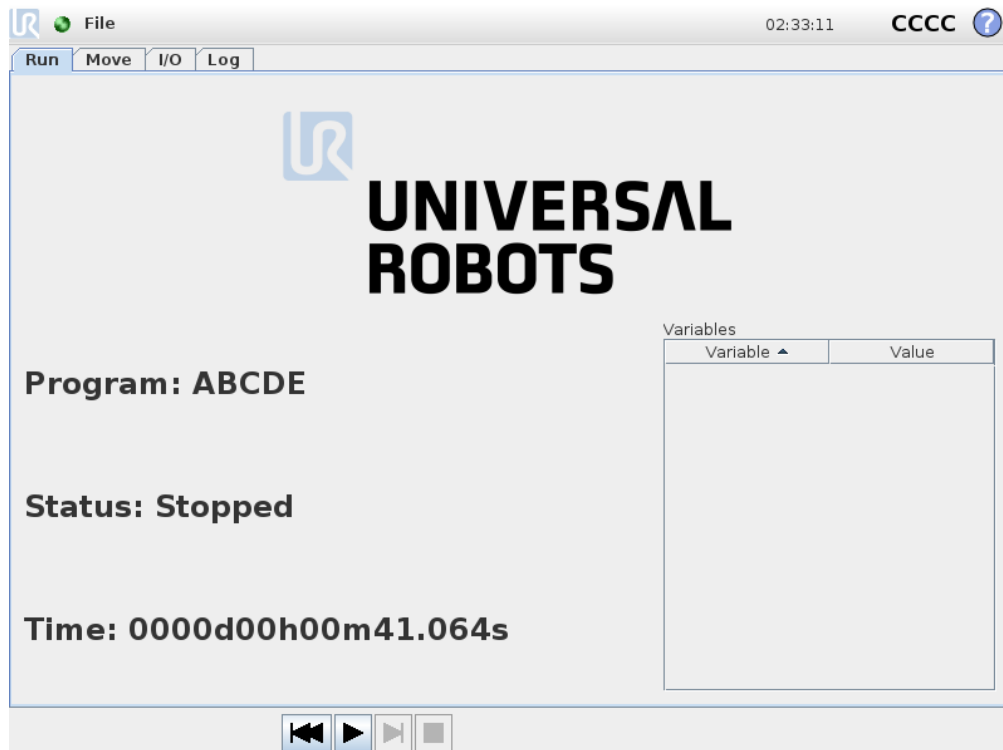 File
02:33:11
CCCC
?
Run
Move
I/O
Log
UR
UNIVERSAL
ROBOTS
Variables
Variable
Value
Program: ABCDE
Status: Stopped
Time: 0000d00h00m41.064s